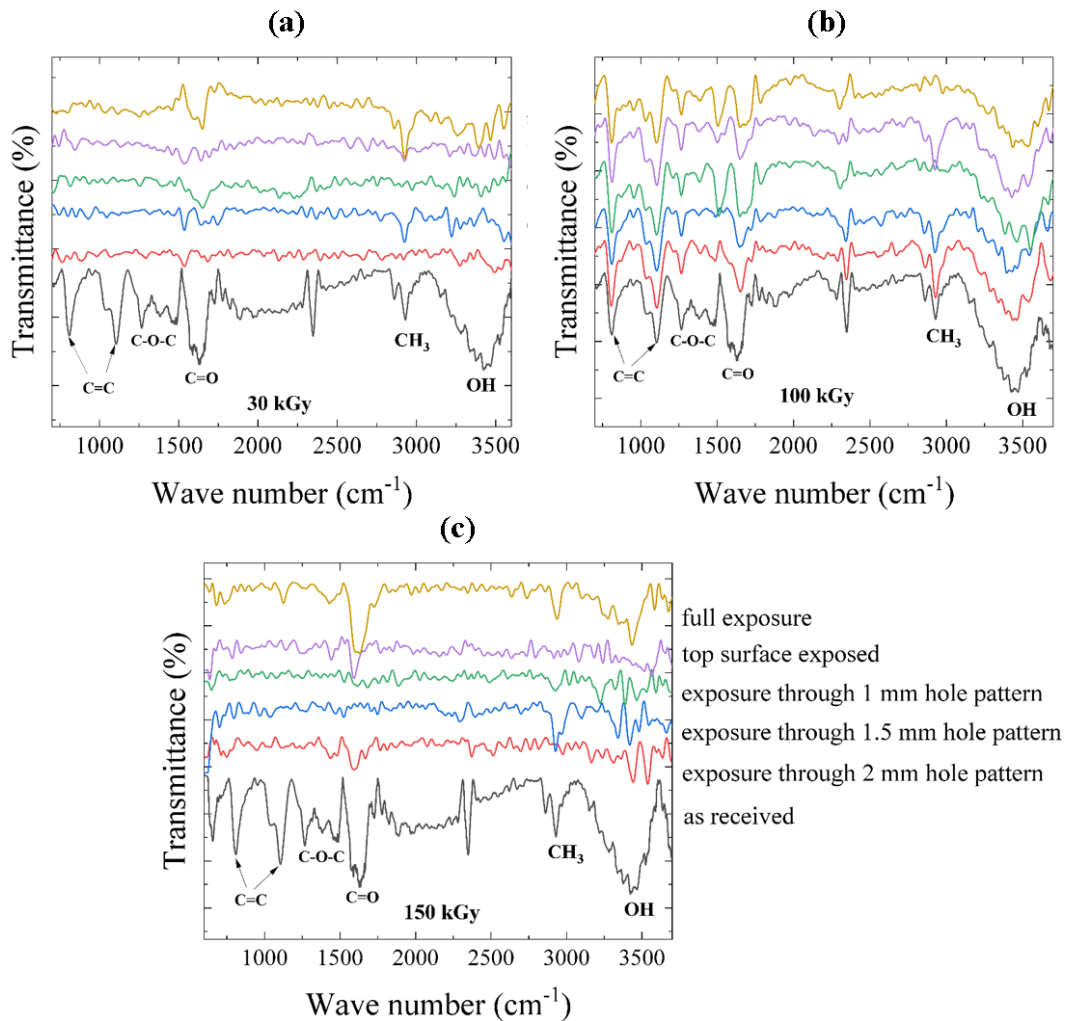 (a)
Transmittance (%)
C=C
C-O-C
C=O
CH3
OH
30 kGy
1000 1500 2000 2500 3000 3500
Wave number (cm-1)
(b)
Transmittance (%)
C=C
C-O-C
C=O
CH3
OH
100 kGy
1000 1500 2000 2500 3000 3500
Wave number (cm-1)
(c)
Transmittance (%)
C=C
C-O-C
C=O
CH3
OH
150 kGy
1000 1500 2000 2500 3000 3500
Wave number (cm-1)
full exposure
top surface exposed
exposure through 1 mm hole pattern
exposure through 1.5 mm hole pattern
exposure through 2 mm hole pattern
as received